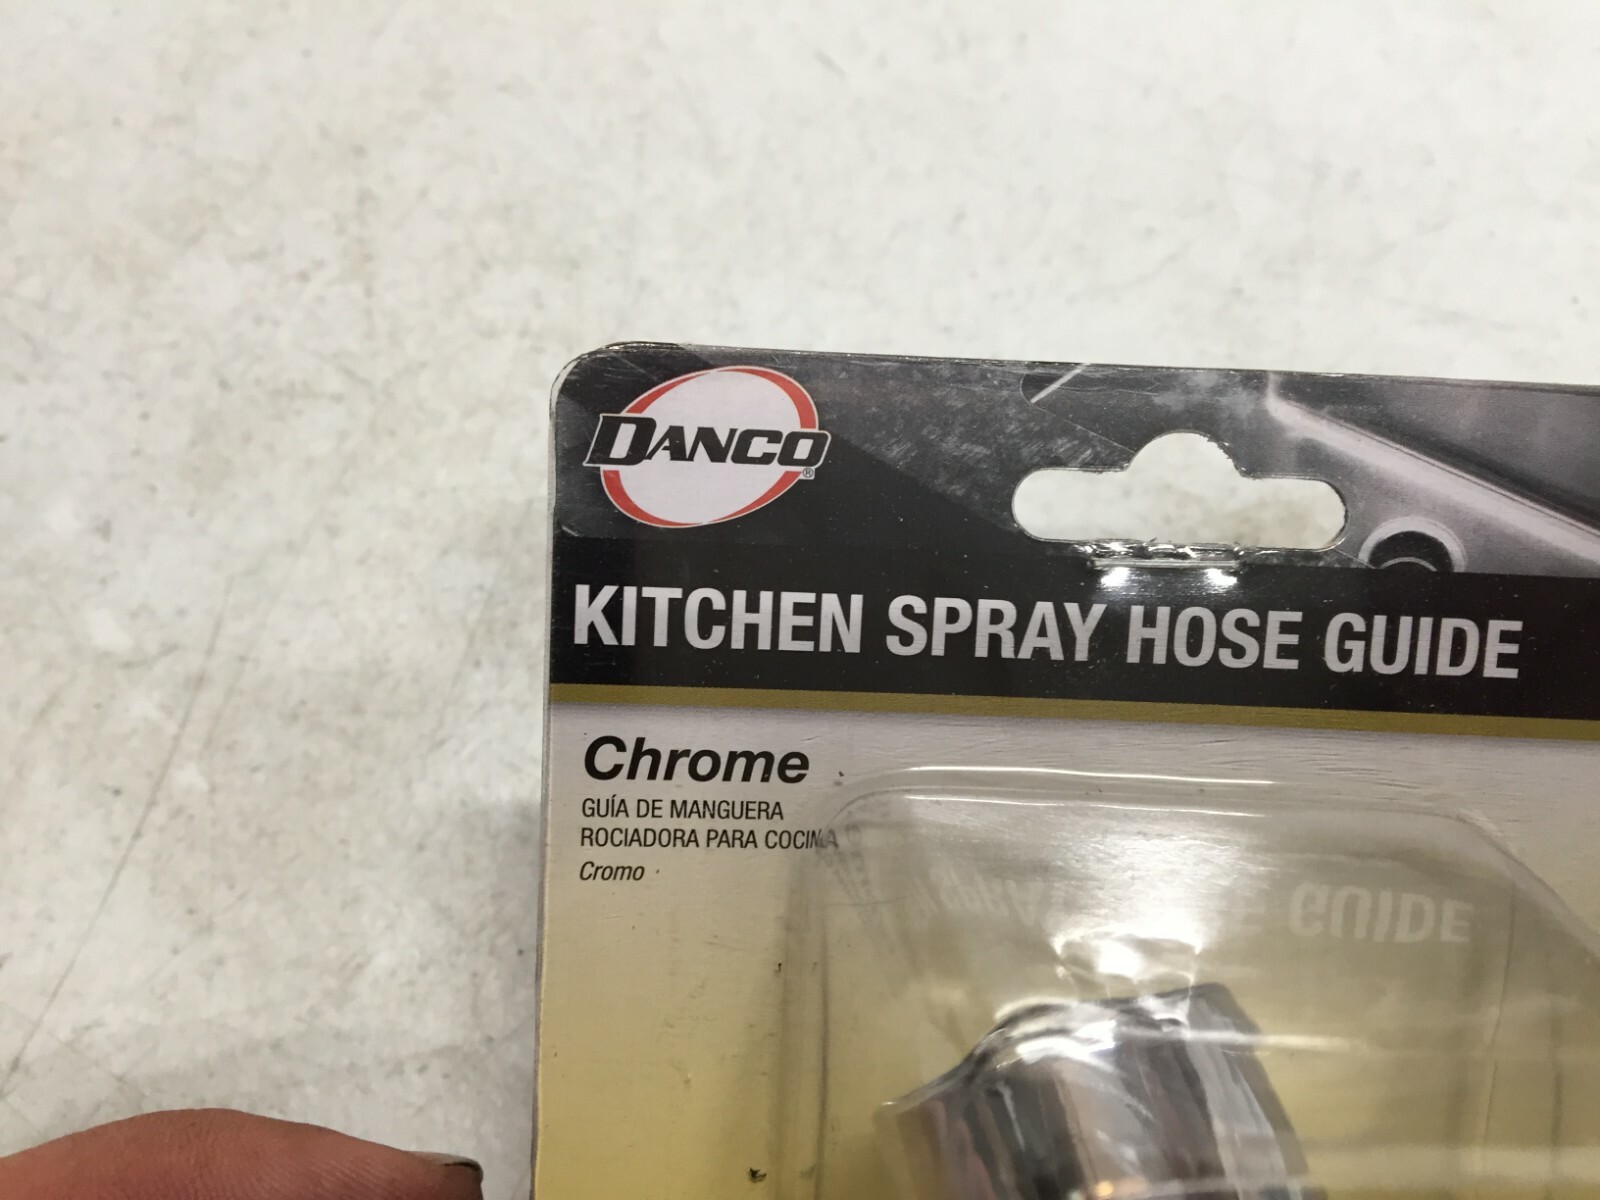 DANCO®
KITCHEN SPRAY HOSE GUIDE
Chrome
GUÍA DE MANGUERA
ROCIADORA PARA COCINA
Cromo